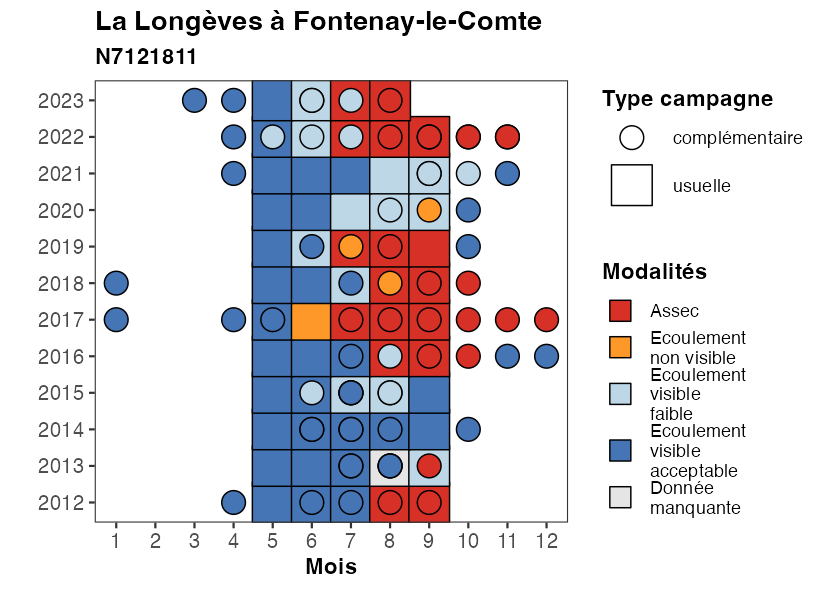 La Longèves à Fontenay-le-Comte
N7121811
2023
2022
2021
2020
2019
2018
2017
2016
2015
2014
2013
2012
1 2 3 4 5 6 7 8 9 10 11 12
Mois
Type campagne
complémentaire
usuelle
Modalités
Assec
Ecoulement
non visible
Ecoulement
visible
faible
Ecoulement
visible
acceptable
Donnée
manquante